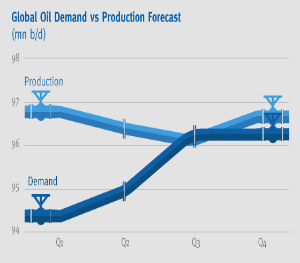 Global Oil Demand vs Production Forecast
(mn b/d)
98
Production
97
96
95
Demand
94
Q1 Q2 Q3 Q4